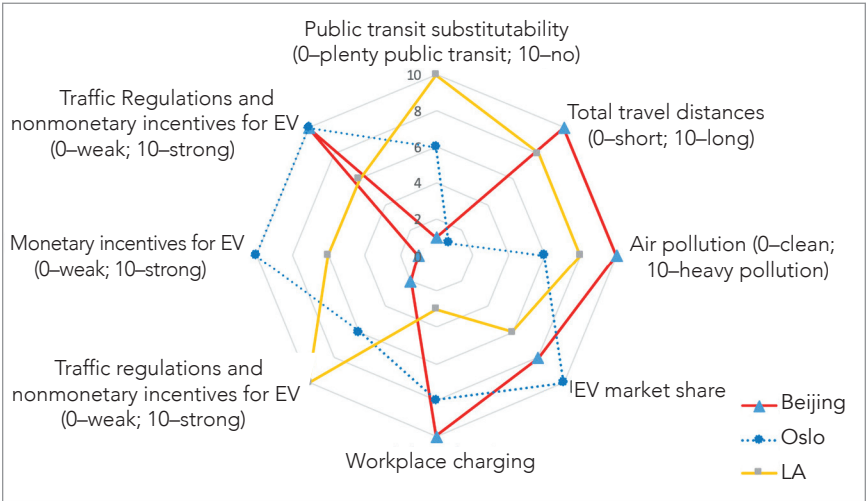 Public transit substitutability
(0–plenty public transit; 10–no)
10
8
6
4
2
Total travel distances
(0–short; 10–long)
Air pollution (0–clean;
10–heavy pollution)
EV market share
Workplace charging
Traffic regulations and
nonmonetary incentives for EV
(0–weak; 10–strong)
Monetary incentives for EV
(0–weak; 10–strong)
Traffic Regulations and
nonmonetary incentives for EV
(0–weak; 10–strong)
Beijing
Oslo
LA